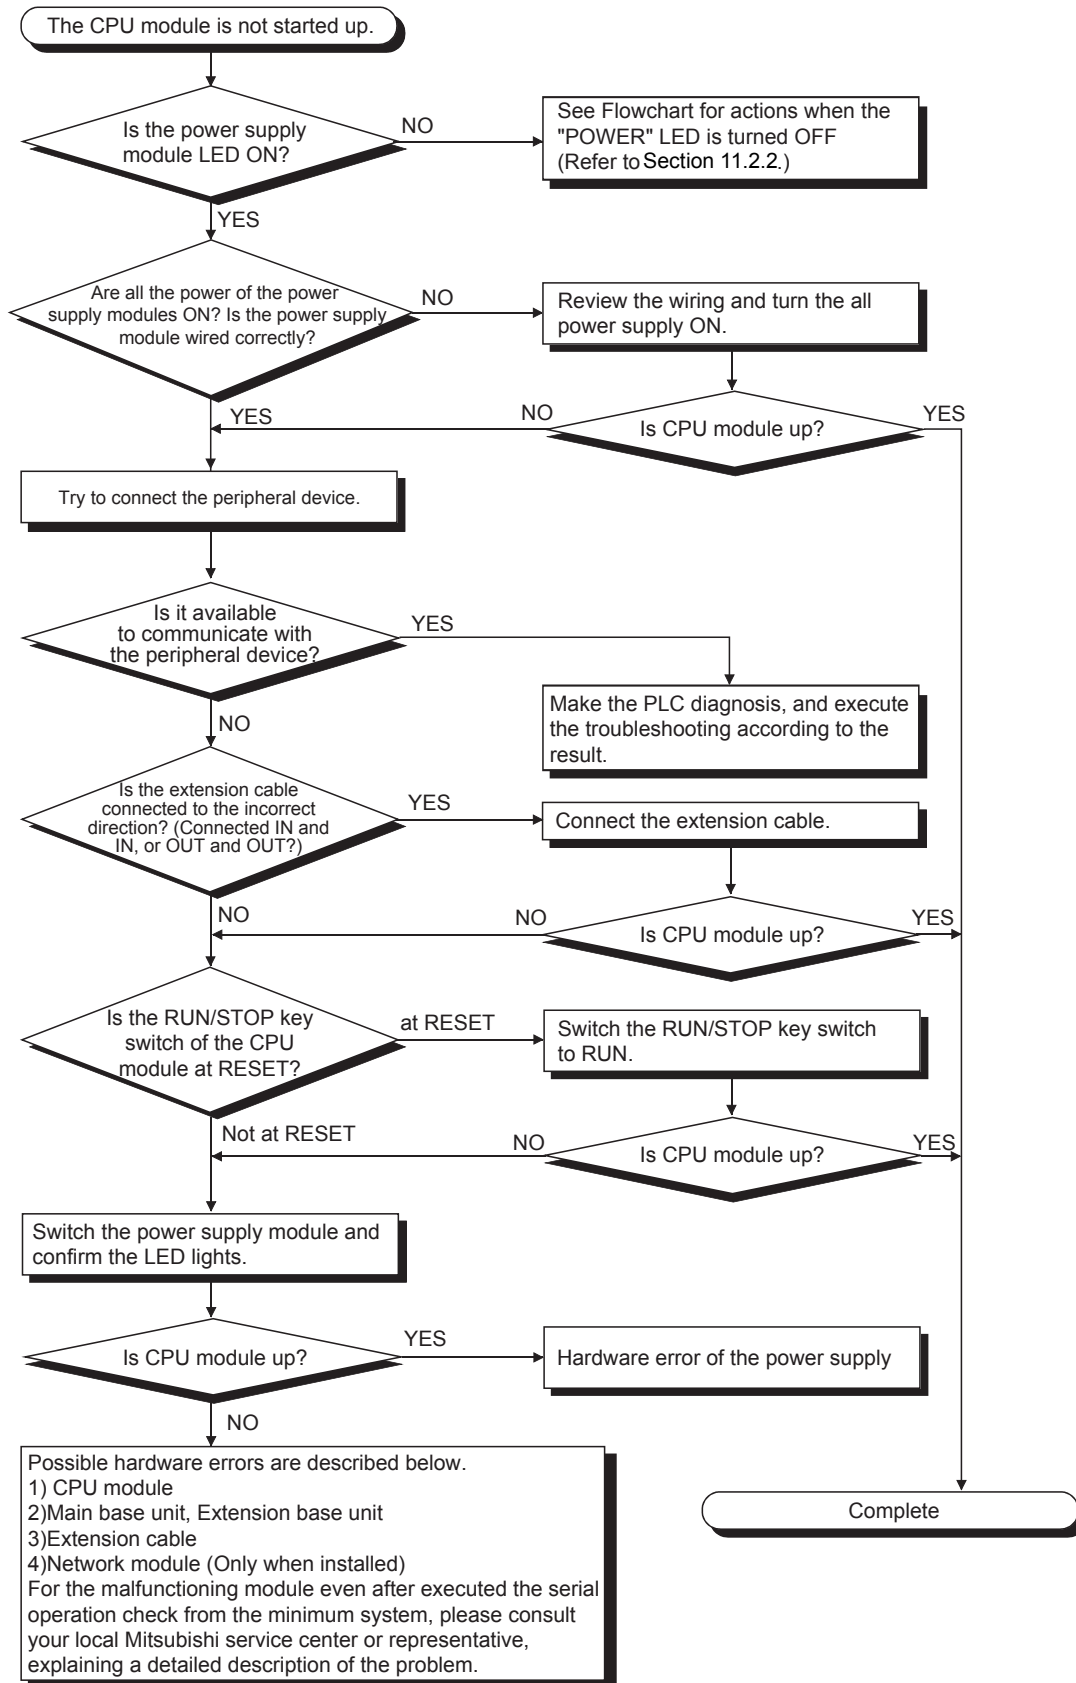 The CPU module is not started up.
Is the power supply
module LED ON?
NO
See Flowchart for actions when the
"POWER" LED is turned OFF
(Refer to Section 11.2.2.)
YES
Are all the power of the power
supply modules ON? Is the power supply
module wired correctly?
NO
Review the wiring and turn the all
power supply ON.
YES
NO
Is CPU module up?
YES
Try to connect the peripheral device.
Is it available
to communicate with
the peripheral device?
YES
Make the PLC diagnosis, and execute
the troubleshooting according to the
result.
NO
Is the extension cable
connected to the incorrect
direction? (Connected IN and
IN, or OUT and OUT?)
YES
Connect the extension cable.
NO
NO
Is CPU module up?
YES
Is the RUN/STOP key
switch of the CPU
module at RESET?
at RESET
Switch the RUN/STOP key switch
to RUN.
Not at RESET
NO
Is CPU module up?
YES
Switch the power supply module and
confirm the LED lights.
Is CPU module up?
YES
Hardware error of the power supply
NO
Possible hardware errors are described below.
1) CPU module
2)Main base unit, Extension base unit
3)Extension cable
4)Network module (Only when installed)
For the malfunctioning module even after executed the serial
operation check from the minimum system, please consult
your local Mitsubishi service center or representative,
explaining a detailed description of the problem.
Complete